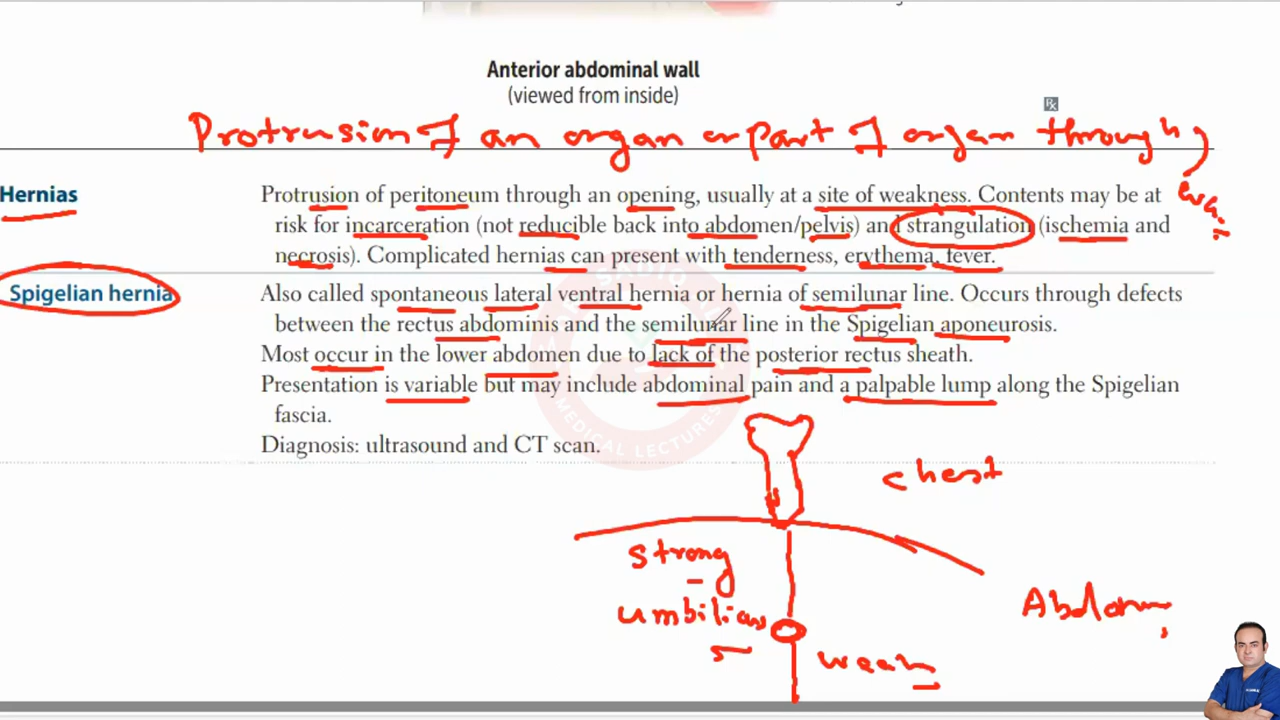 Anterior abdominal wall
(viewed from inside)
Protrusion of an organ or part of organ through
Hernias
Protrusion of peritoneum through an opening, usually at a site of weakness. Contents may be at
risk for incarceration (not reducible back into abdomen/pelvis) and strangulation (ischemia and
necrosis). Complicated hernias can present with tenderness, erythema, fever.
Spigelian hernia
Also called spontaneous lateral ventral hernia or hernia of semilunar line. Occurs through defects
between the rectus abdominis and the semilunar line in the Spigelian aponeurosis.
Most occur in the lower abdomen due to lack of the posterior rectus sheath.
Presentation is variable but may include abdominal pain and a palpable lump along the Spigelian
fascia.
Diagnosis: ultrasound and CT scan.
chest
strong
umbilicus
weak
MEDICAL LECTURES